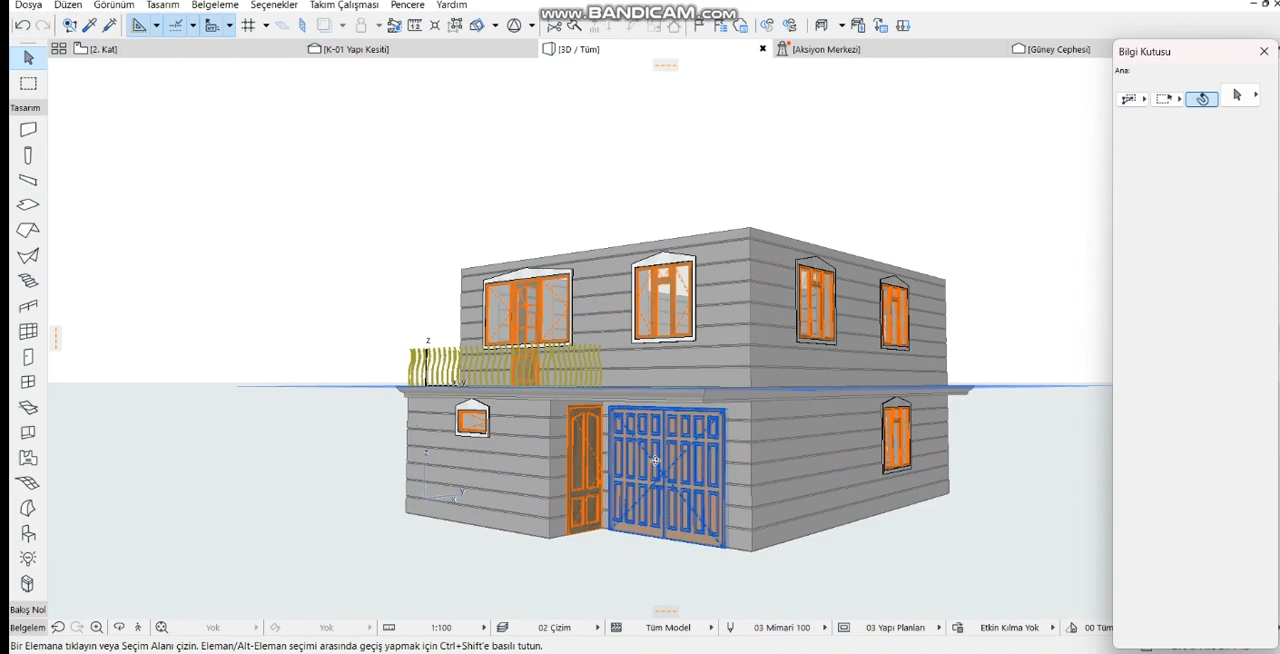 Dosya Düzen Görünüm Tasarım Belgeleme Seçenekler Takım Çalışması Pencere Yardım
www.BANDICAM.com
[2. Kat] [K-01 Yapı Kesiti] [3D / Tüm] [Aksiyon Merkezi] [Güney Cephesi]
Bilgi Kutusu
Ana:
Tasarım
z
z
y
x
Bakış Nol
Belgelem Yok Yok 1:100 02 Çizim Tüm Model 03 Mimari 100 03 Yapı Planları Etkin Kılma Yok 00 Tüm
Bir Elemana tıklayın veya Seçim Alanı çizin. Eleman/Alt-Eleman seçimi arasında geçiş yapmak için Ctrl+Shift'e basılı tutun.